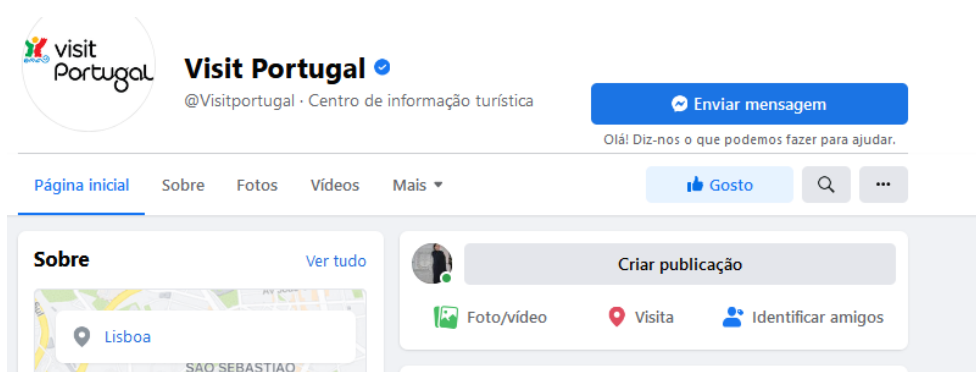 visit
Portugal
Visit Portugal
@Visitportugal · Centro de informação turística
Enviar mensagem
Olá! Diz-nos o que podemos fazer para ajudar.
Página inicial Sobre Fotos Vídeos Mais
Gosto
Sobre Ver tudo
Criar publicação
Foto/vídeo Visita Identificar amigos
Lisboa
SÃO SEBASTIÃO